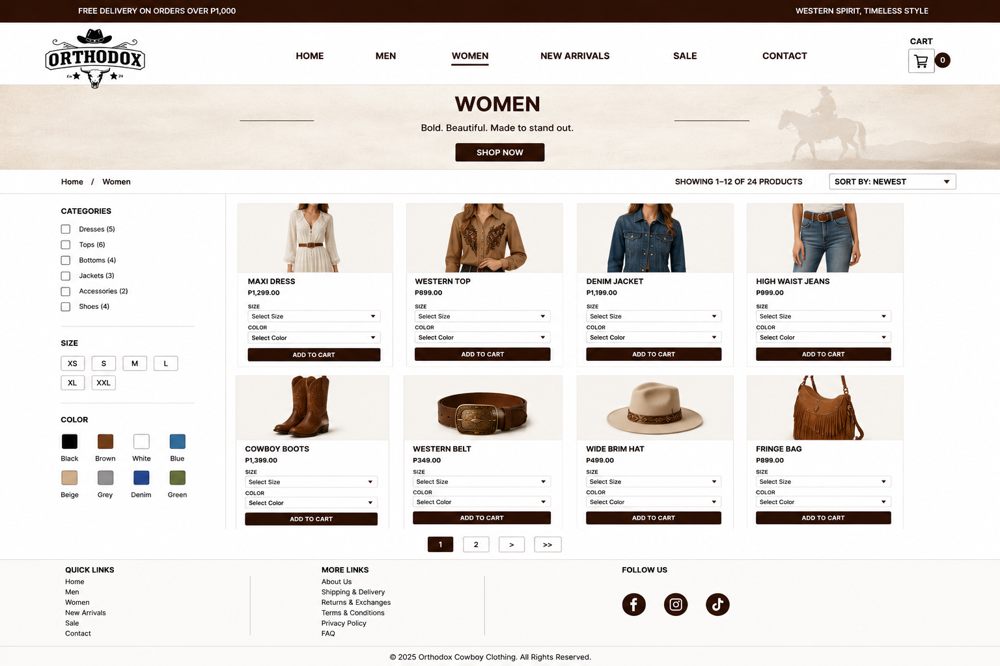 FREE DELIVERY ON ORDERS OVER P1,000
WESTERN SPIRIT, TIMELESS STYLE
ORTHODOX
24
HOME
MEN
WOMEN
NEW ARRIVALS
SALE
CONTACT
CART
0
WOMEN
Bold. Beautiful. Made to stand out.
SHOP NOW
Home / Women
SHOWING 1–12 OF 24 PRODUCTS
SORT BY: NEWEST
CATEGORIES
Dresses (5)
Tops (6)
Bottoms (4)
Jackets (3)
Accessories (2)
Shoes (4)
SIZE
XS
S
M
L
XL
XXL
COLOR
Black
Brown
White
Blue
Beige
Grey
Denim
Green
MAXI DRESS
P1,299.00
SIZE
Select Size
COLOR
Select Color
ADD TO CART
WESTERN TOP
P899.00
SIZE
Select Size
COLOR
Select Color
ADD TO CART
DENIM JACKET
P1,199.00
SIZE
Select Size
COLOR
Select Color
ADD TO CART
HIGH WAIST JEANS
P999.00
SIZE
Select Size
COLOR
Select Color
ADD TO CART
COWBOY BOOTS
P1,399.00
SIZE
Select Size
COLOR
Select Color
ADD TO CART
WESTERN BELT
P349.00
SIZE
Select Size
COLOR
Select Color
ADD TO CART
WIDE BRIM HAT
P499.00
SIZE
Select Size
COLOR
Select Color
ADD TO CART
FRINGE BAG
P899.00
SIZE
Select Size
COLOR
Select Color
ADD TO CART
1
2
>
>>
QUICK LINKS
Home
Men
Women
New Arrivals
Sale
Contact
MORE LINKS
About Us
Shipping & Delivery
Returns & Exchanges
Terms & Conditions
Privacy Policy
FAQ
FOLLOW US
© 2025 Orthodox Cowboy Clothing. All Rights Reserved.